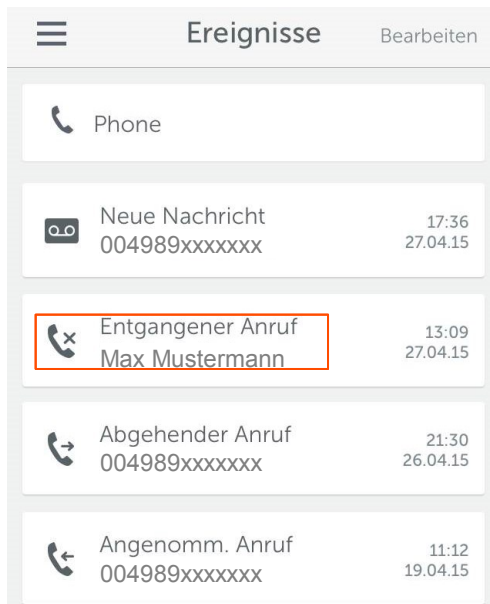 Ereignisse Bearbeiten
Phone
Neue Nachricht
17:36
004989xxxxxxx
27.04.15
Entgangener Anruf
13:09
Max Mustermann
27.04.15
Abgehender Anruf
21:30
004989xxxxxxx
26.04.15
Angenomm. Anruf
11:12
004989xxxxxxx
19.04.15